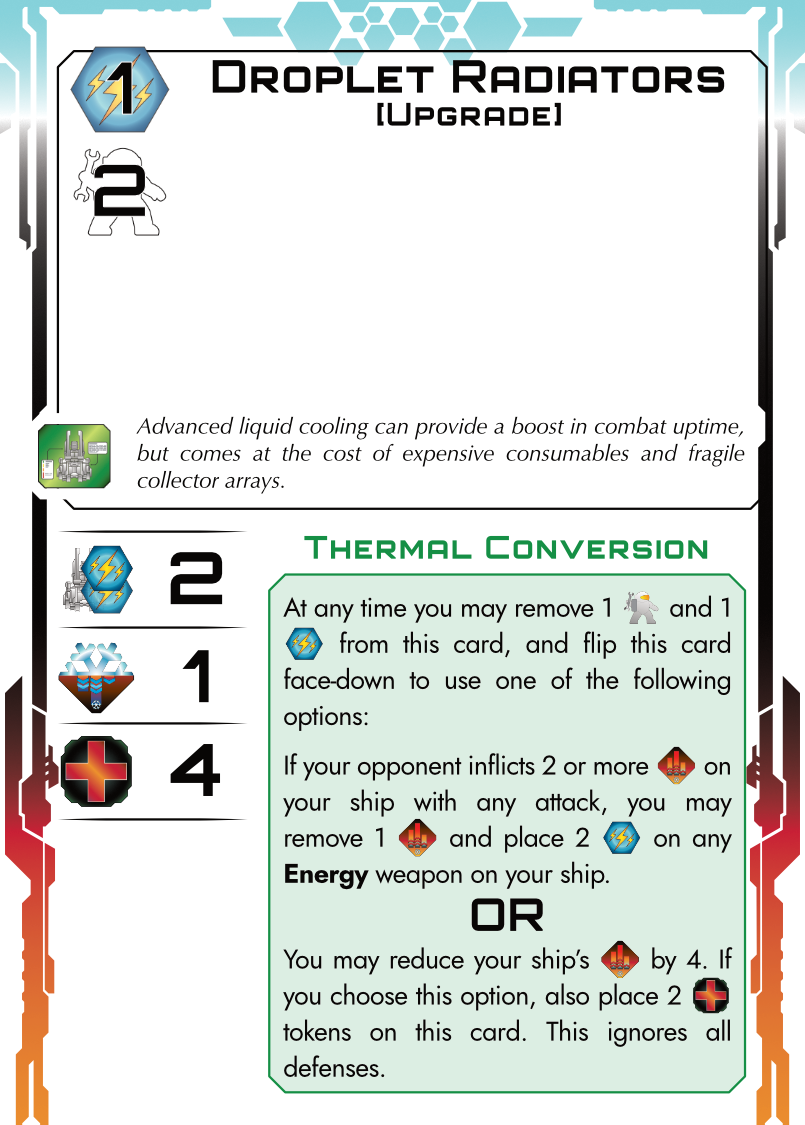 1
Droplet Radiators
[Upgrade]
2
Advanced liquid cooling can provide a boost in combat uptime,
but comes at the cost of expensive consumables and fragile
collector arrays.
2
1
4
Thermal Conversion
At any time you may remove 1 and 1
from this card, and flip this card
face-down to use one of the following
options:
If your opponent inflicts 2 or more on
your ship with any attack, you may
remove 1 and place 2 on any
Energy weapon on your ship.
OR
You may reduce your ship's by 4. If
you choose this option, also place 2
tokens on this card. This ignores all
defenses.